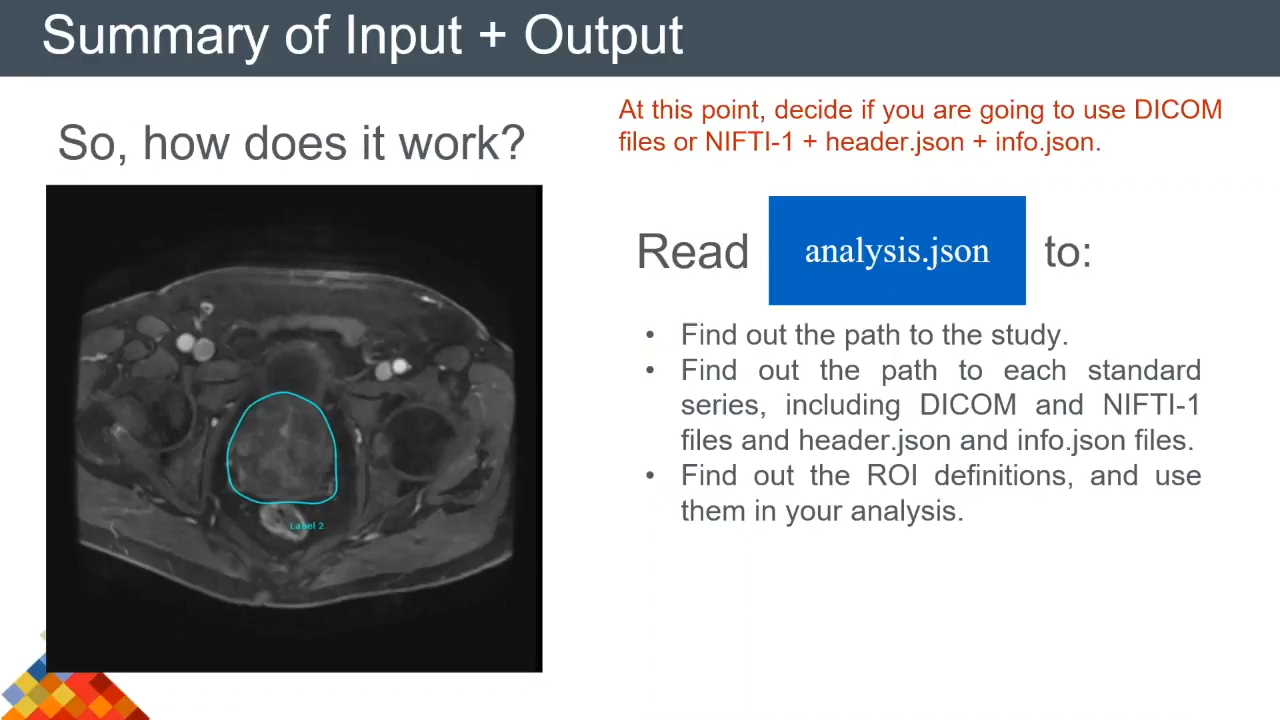 Summary of Input + Output
So, how does it work?
Label 2
At this point, decide if you are going to use DICOM
files or NIFTI-1 + header.json + info.json.
Read analysis.json to:
• Find out the path to the study.
• Find out the path to each standard
series, including DICOM and NIFTI-1
files and header.json and info.json files.
• Find out the ROI definitions, and use
them in your analysis.